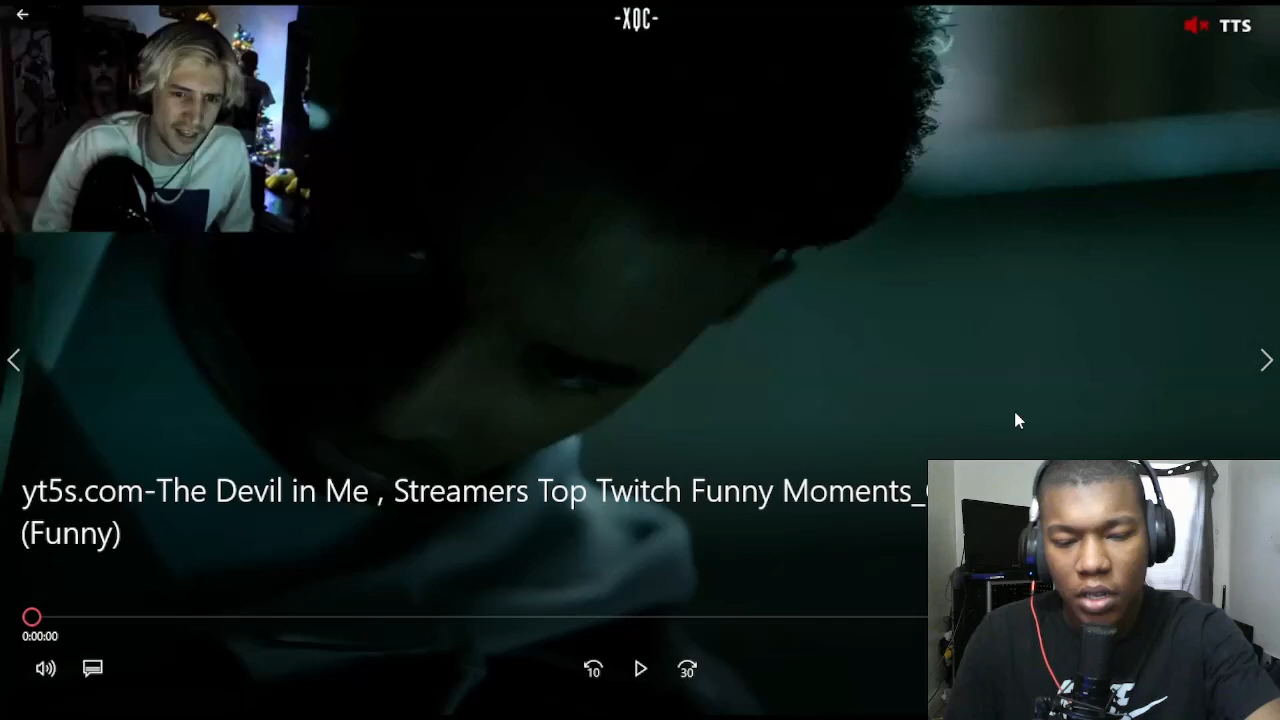 -XQC-
TTS
yt5s.com-The Devil in Me , Streamers Top Twitch Funny Moments_
(Funny)
0:00:00
10
30